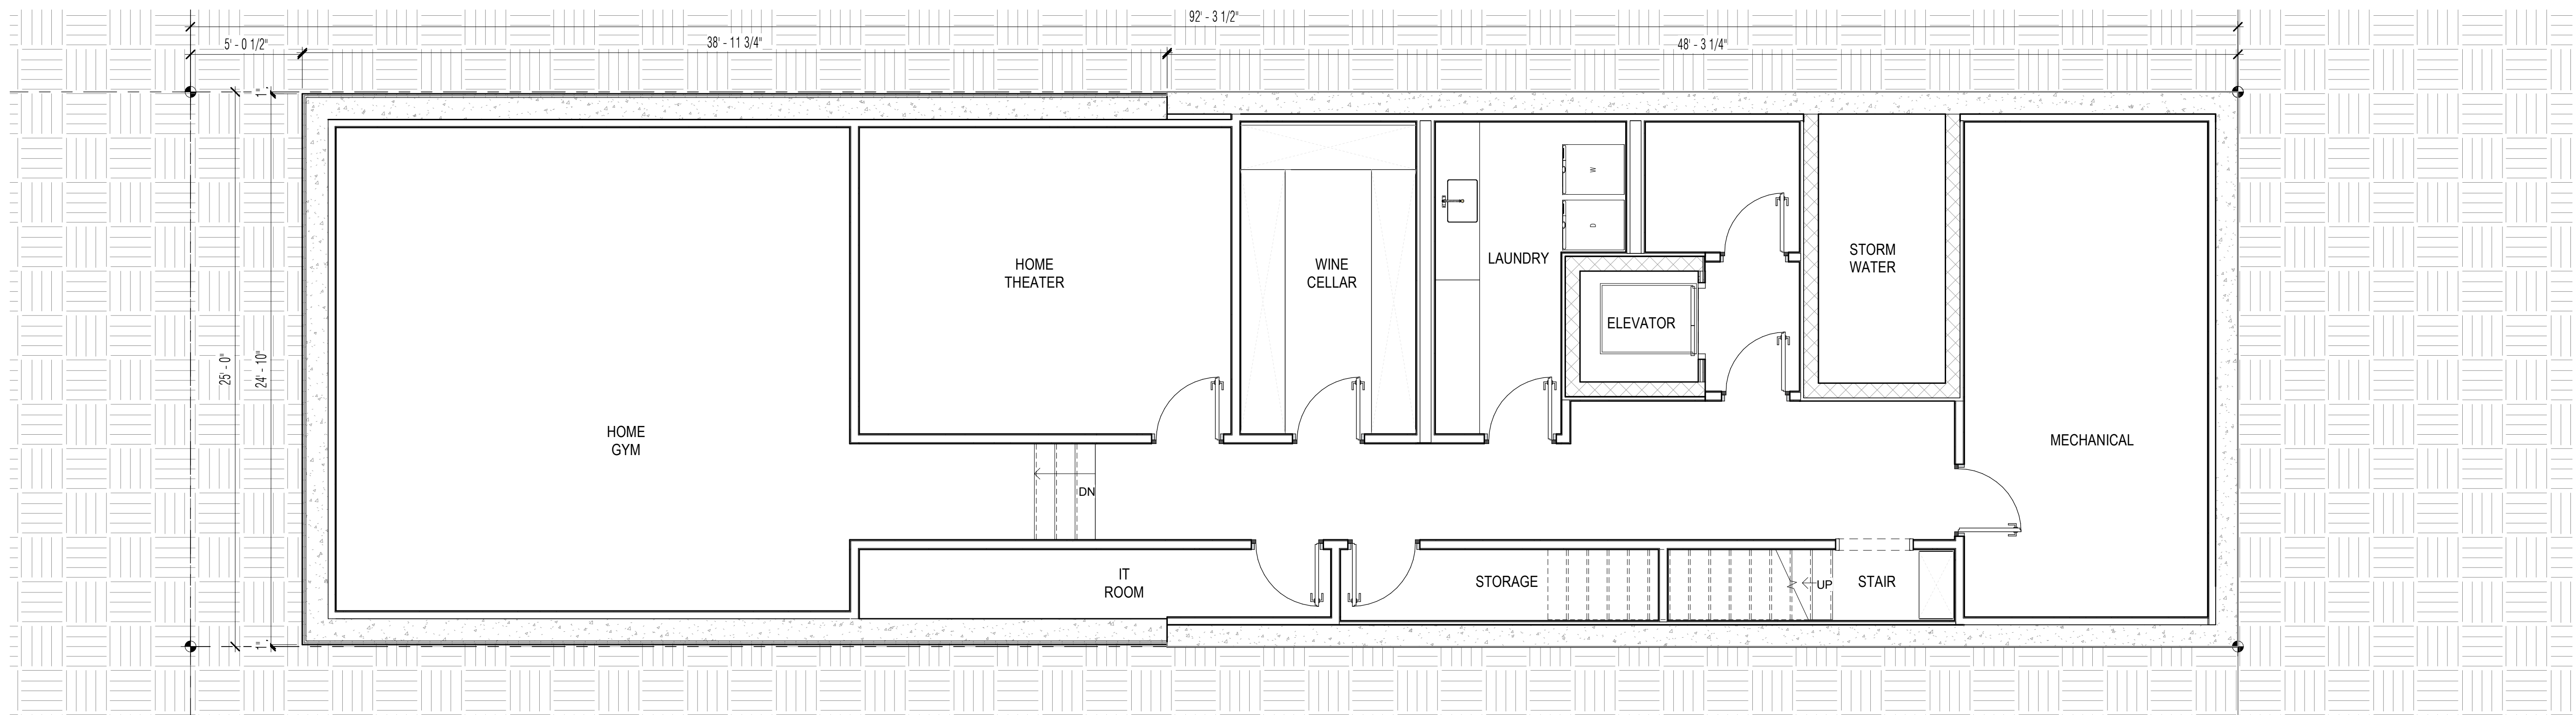 92' - 3 1/2"
5' - 0 1/2"
38' - 11 3/4"
48' - 3 1/4"
1"
25' - 0"
24' - 10"
1"
HOME
GYM
HOME
THEATER
WINE
CELLAR
LAUNDRY
W
D
ELEVATOR
STORM
WATER
MECHANICAL
DN
IT
ROOM
STORAGE
UP
STAIR